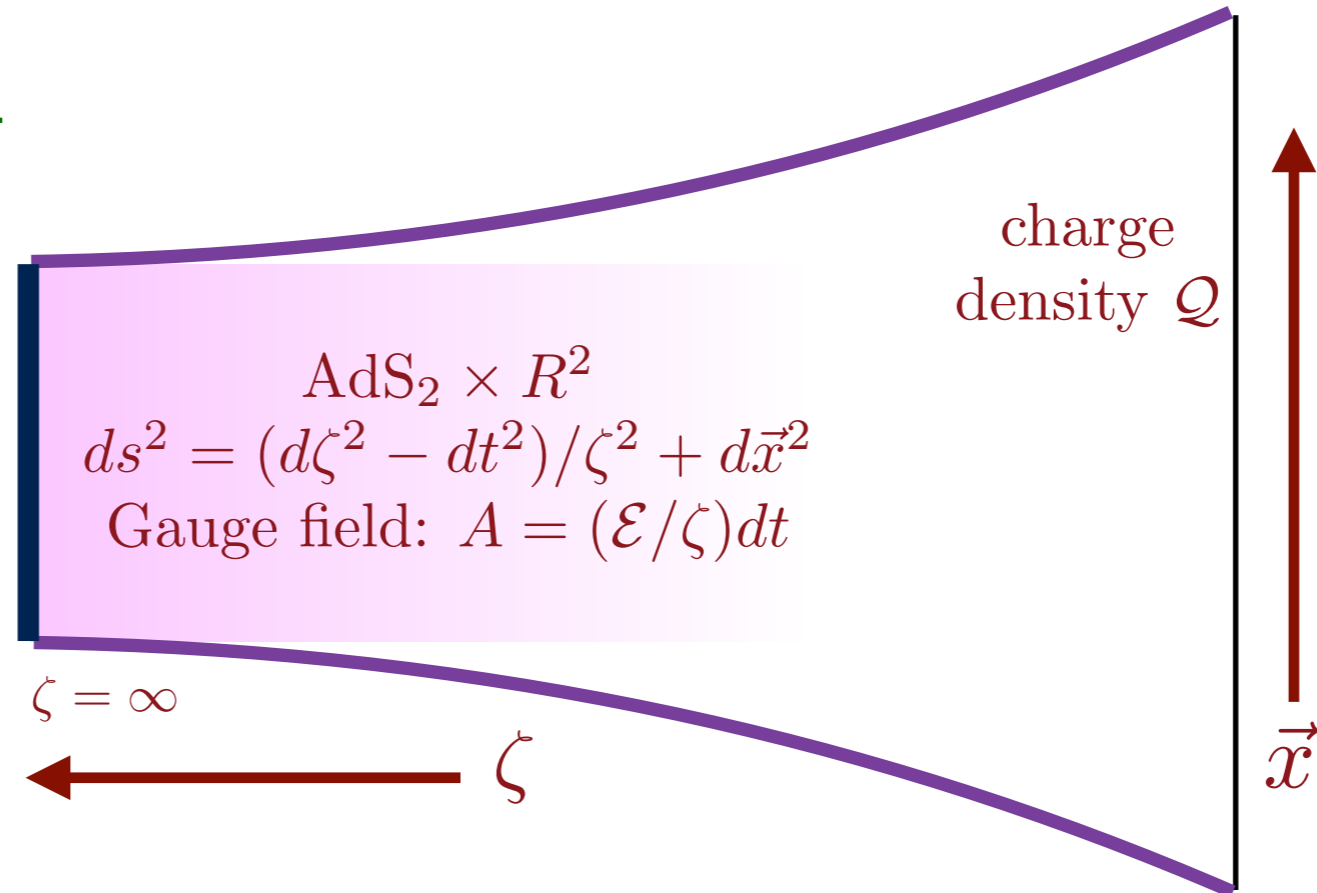 charge
density 𝒬
AdS₂ × R²
ds² = (dζ² − dt²)/ζ² + dx⃗²
Gauge field: A = (ℰ/ζ)dt
ζ = ∞
ζ
x⃗